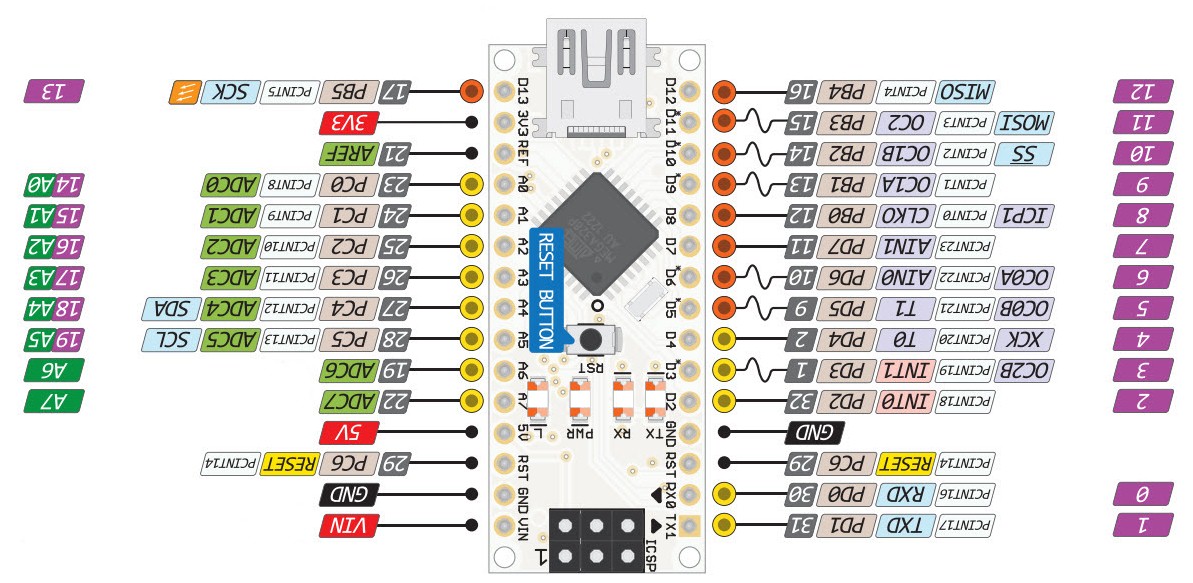 13 SCK PCINT5 PB5 17 D13 D12 16 PB4 PCINT14 MISO 12
3V3 3V3 D11* 15 PB3 OC2 PCINT3 MOSI 11
AREF 21 REF D10* 14 PB2 OC1B PCINT2 SS 10
A0 14 ADC0 PCINT8 PC0 23 A0 D9* 13 PB1 OC1A PCINT1 9
A1 15 ADC1 PCINT9 PC1 24 A1 D8 12 PB0 CLKO PCINT0 ICP1 8
A2 16 ADC2 PCINT10 PC2 25 A2 D7 11 PD7 AIN1 PCINT23 7
A3 17 ADC3 PCINT11 PC3 26 A3 D6* 10 PD6 AIN0 PCINT22 OC0A 6
A4 18 SDA ADC4 PCINT12 PC4 27 A4 D5* 9 PD5 T1 PCINT21 OC0B 5
A5 19 SCL ADC5 PCINT13 PC5 28 A5 D4 2 PD4 T0 PCINT20 XCK 4
A6 ADC6 19 A6 D3* 1 PD3 INT1 PCINT19 OC2B 3
A7 ADC7 22 A7 D2 32 PD2 INT0 PCINT18 2
5V 5V GND GND
PCINT14 RESET PC6 29 RST RST 29 PC6 RESET PCINT14
GND GND RX0 30 PD0 RXD PCINT16 0
VIN VIN TX1 31 PD1 TXD PCINT17 1
RESET BUTTON
RST
L PWR RX TX
1 ICSP